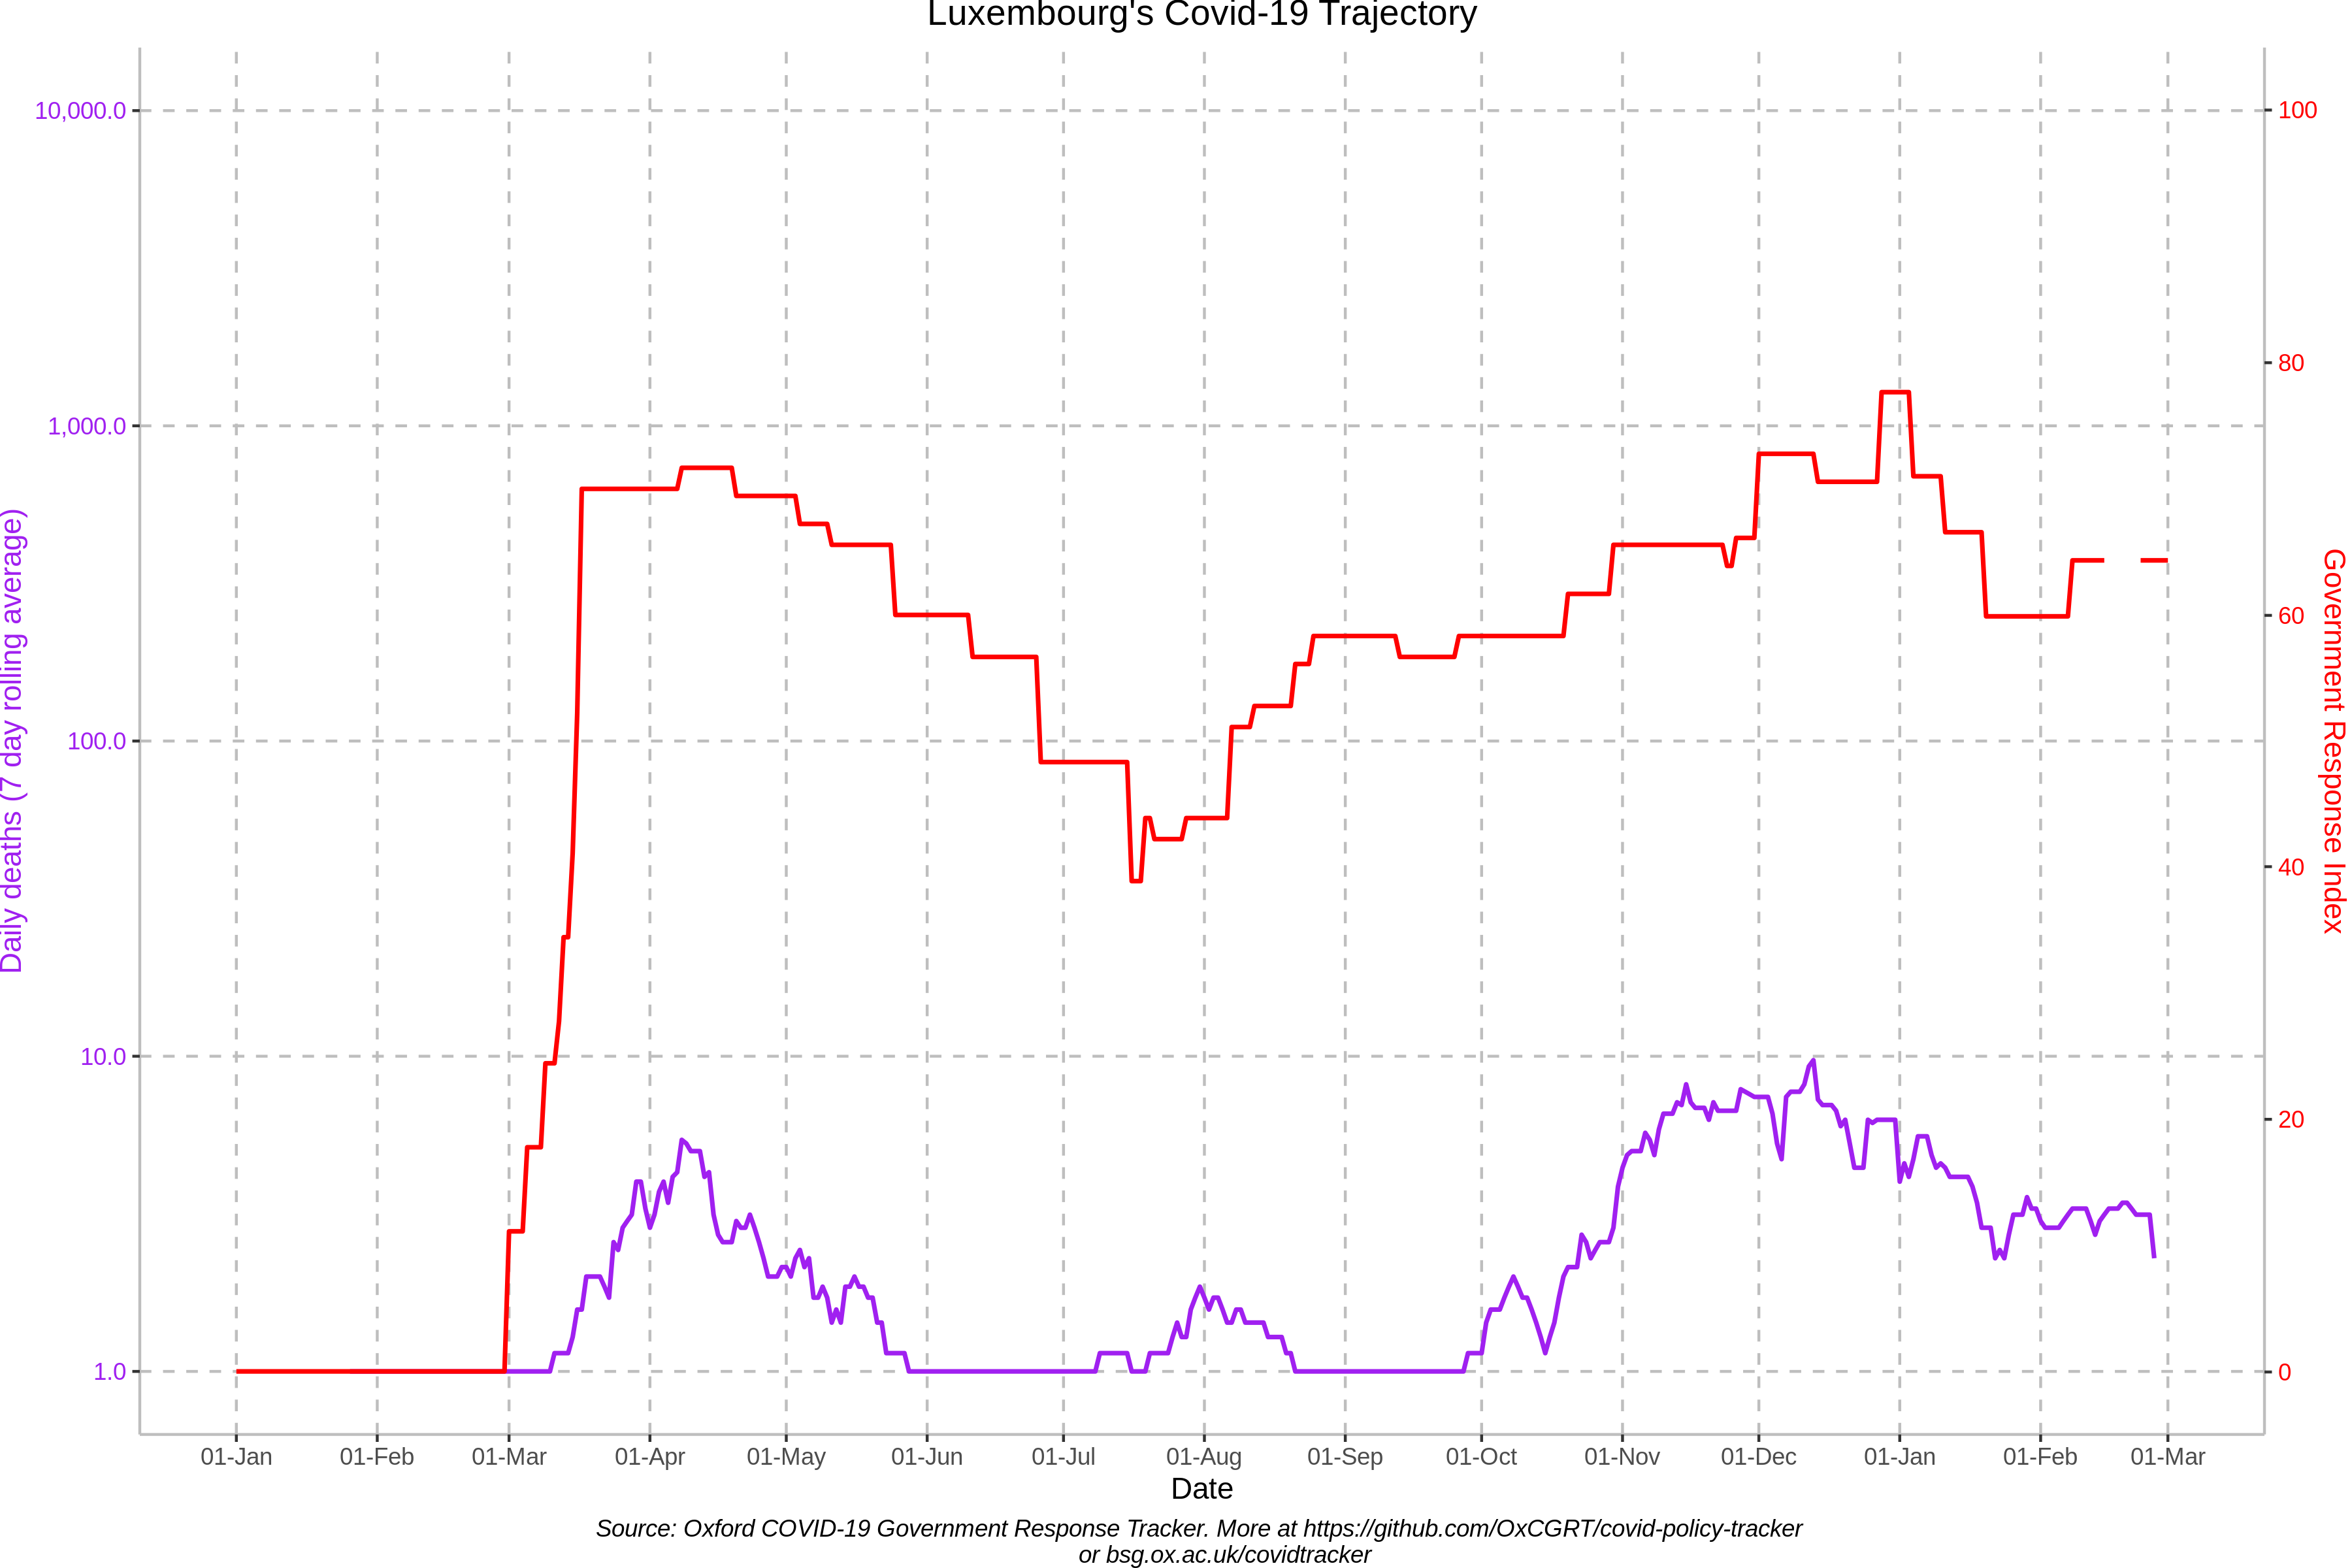 Luxembourg's Covid-19 Trajectory
10,000.0
1,000.0
100.0
10.0
1.0
Daily deaths (7 day rolling average)
100
80
60
40
20
0
Government Response Index
01-Jan 01-Feb 01-Mar 01-Apr 01-May 01-Jun 01-Jul 01-Aug 01-Sep 01-Oct 01-Nov 01-Dec 01-Jan 01-Feb 01-Mar
Date
Source: Oxford COVID-19 Government Response Tracker. More at https://github.com/OxCGRT/covid-policy-tracker
or bsg.ox.ac.uk/covidtracker